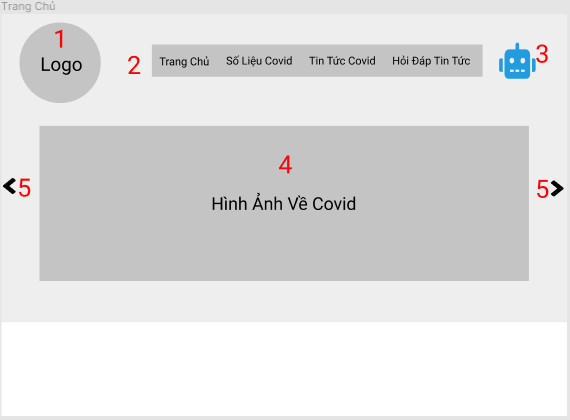 Trang Chủ
1
Logo
2
Trang Chủ Số Liệu Covid Tin Tức Covid Hỏi Đáp Tin Tức
3
4
Hình Ảnh Về Covid
5
5